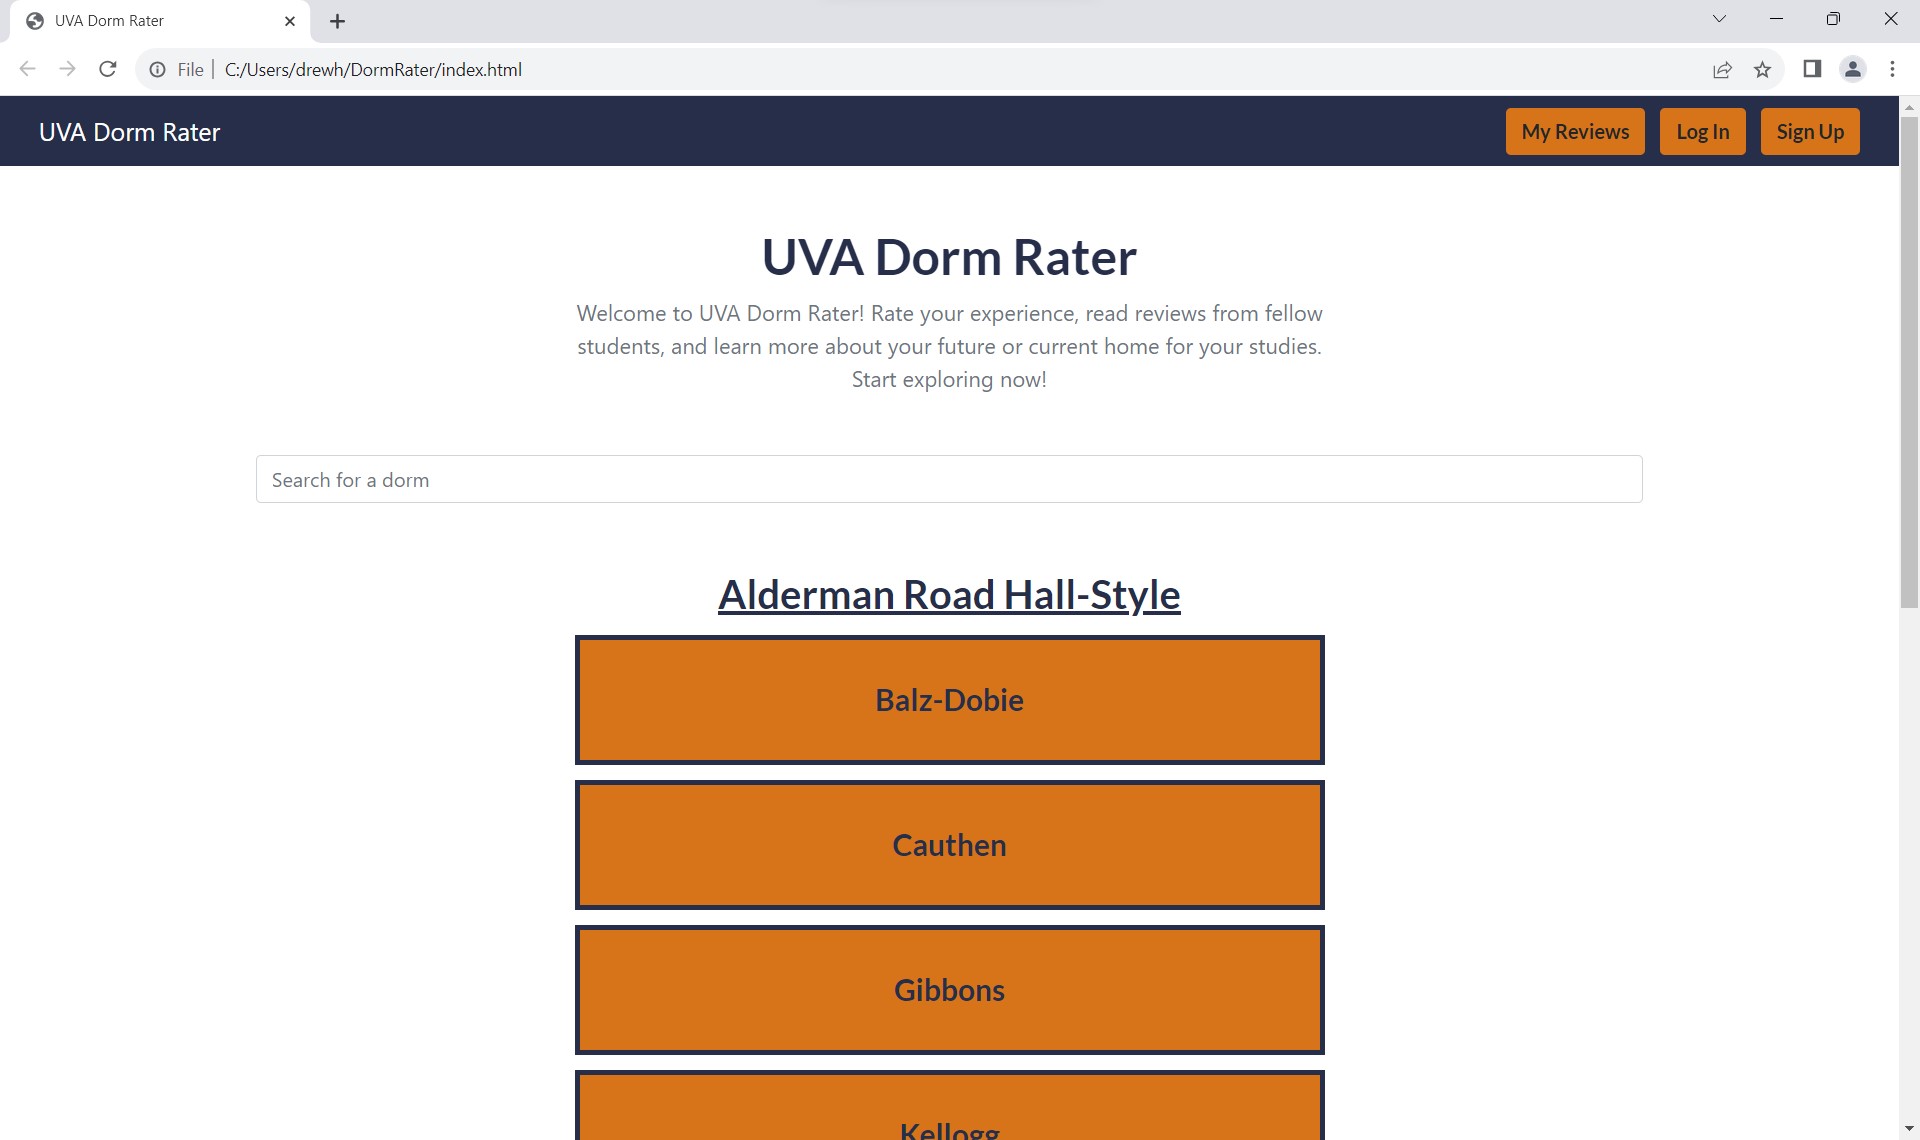 UVA Dorm Rater
File
C:/Users/drewh/DormRater/index.html
UVA Dorm Rater
My Reviews
Log In
Sign Up
UVA Dorm Rater
Welcome to UVA Dorm Rater! Rate your experience, read reviews from fellow
students, and learn more about your future or current home for your studies.
Start exploring now!
Search for a dorm
Alderman Road Hall-Style
Balz-Dobie
Cauthen
Gibbons
Kellogg